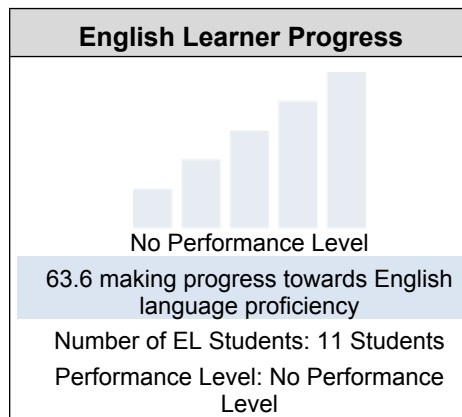 English Learner Progress
No Performance Level
63.6 making progress towards English
language proficiency
Number of EL Students: 11 Students
Performance Level: No Performance
Level